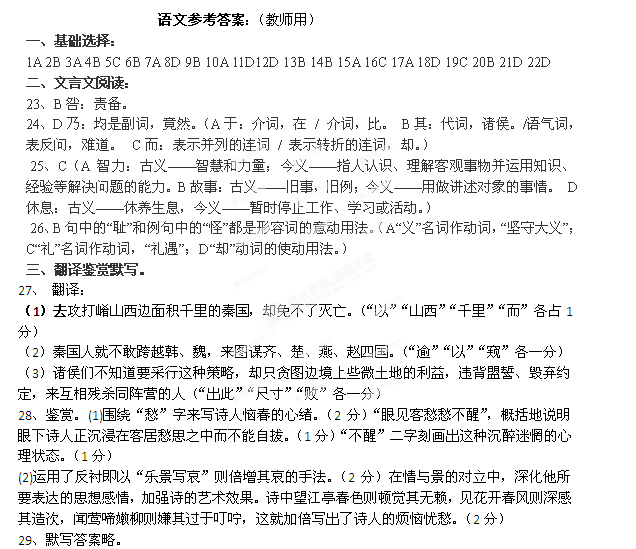 语文参考答案：（教师用）
一、基础选择：
1A 2B 3A 4B 5C 6B 7A 8D 9B 10A 11D12D 13B 14B 15A 16C 17A 18D 19C 20B 21D 22D
二、文言文阅读：
23、B 咎：责备。
24、D 乃：均是副词，竟然。（A 于：介词，在 / 介词，比。 B 其：代词，诸侯。/语气词，
表反问，难道。 C 而：表示并列的连词 / 表示转折的连词，却。）
25、C（A 智力：古义——智慧和力量；今义——指人认识、理解客观事物并运用知识、
经验等解决问题的能力。B 故事：古义——旧事，旧例；今义——用做讲述对象的事情。 D
休息：古义——休养生息，今义——暂时停止工作、学习或活动。）
26、B 句中的“耻”和例句中的“怪”都是形容词的意动用法。（A“义”名词作动词，“坚守大义”；
C“礼”名词作动词，“礼遇”；D“却”动词的使动用法。）
三、翻译鉴赏默写。
27、 翻译：
（1）去攻打崤山西边面积千里的秦国，却免不了灭亡。（“以”“山西”“千里”“而”各占 1
分）
（2）秦国人就不敢跨越韩、魏，来图谋齐、楚、燕、赵四国。（“逾”“以”“窥”各一分）
（3）诸侯们不知道要采行这种策略，却只贪图边境上些微土地的利益，违背盟誓、毁弃约
定，来互相残杀同阵营的人（“出此”“尺寸”“败”各一分）
28、鉴赏。(1)围绕“愁”字来写诗人恼春的心绪。（2 分）“眼见客愁愁不醒”，概括地说明
眼下诗人正沉浸在客居愁思之中而不能自拔。（1 分）“不醒”二字刻画出这种沉醉迷惘的心
理状态。（1 分）
(2)运用了反衬即以“乐景写哀”则倍增其哀的手法。（2 分）在情与景的对立中，深化他所
要表达的思想感情，加强诗的艺术效果。诗中望江亭春色则顿觉其无赖，见花开春风则深感
其造次，闻莺啼嫩柳则嫌其过于叮咛，这就加倍写出了诗人的烦恼忧愁。（2 分）
29、默写答案略。